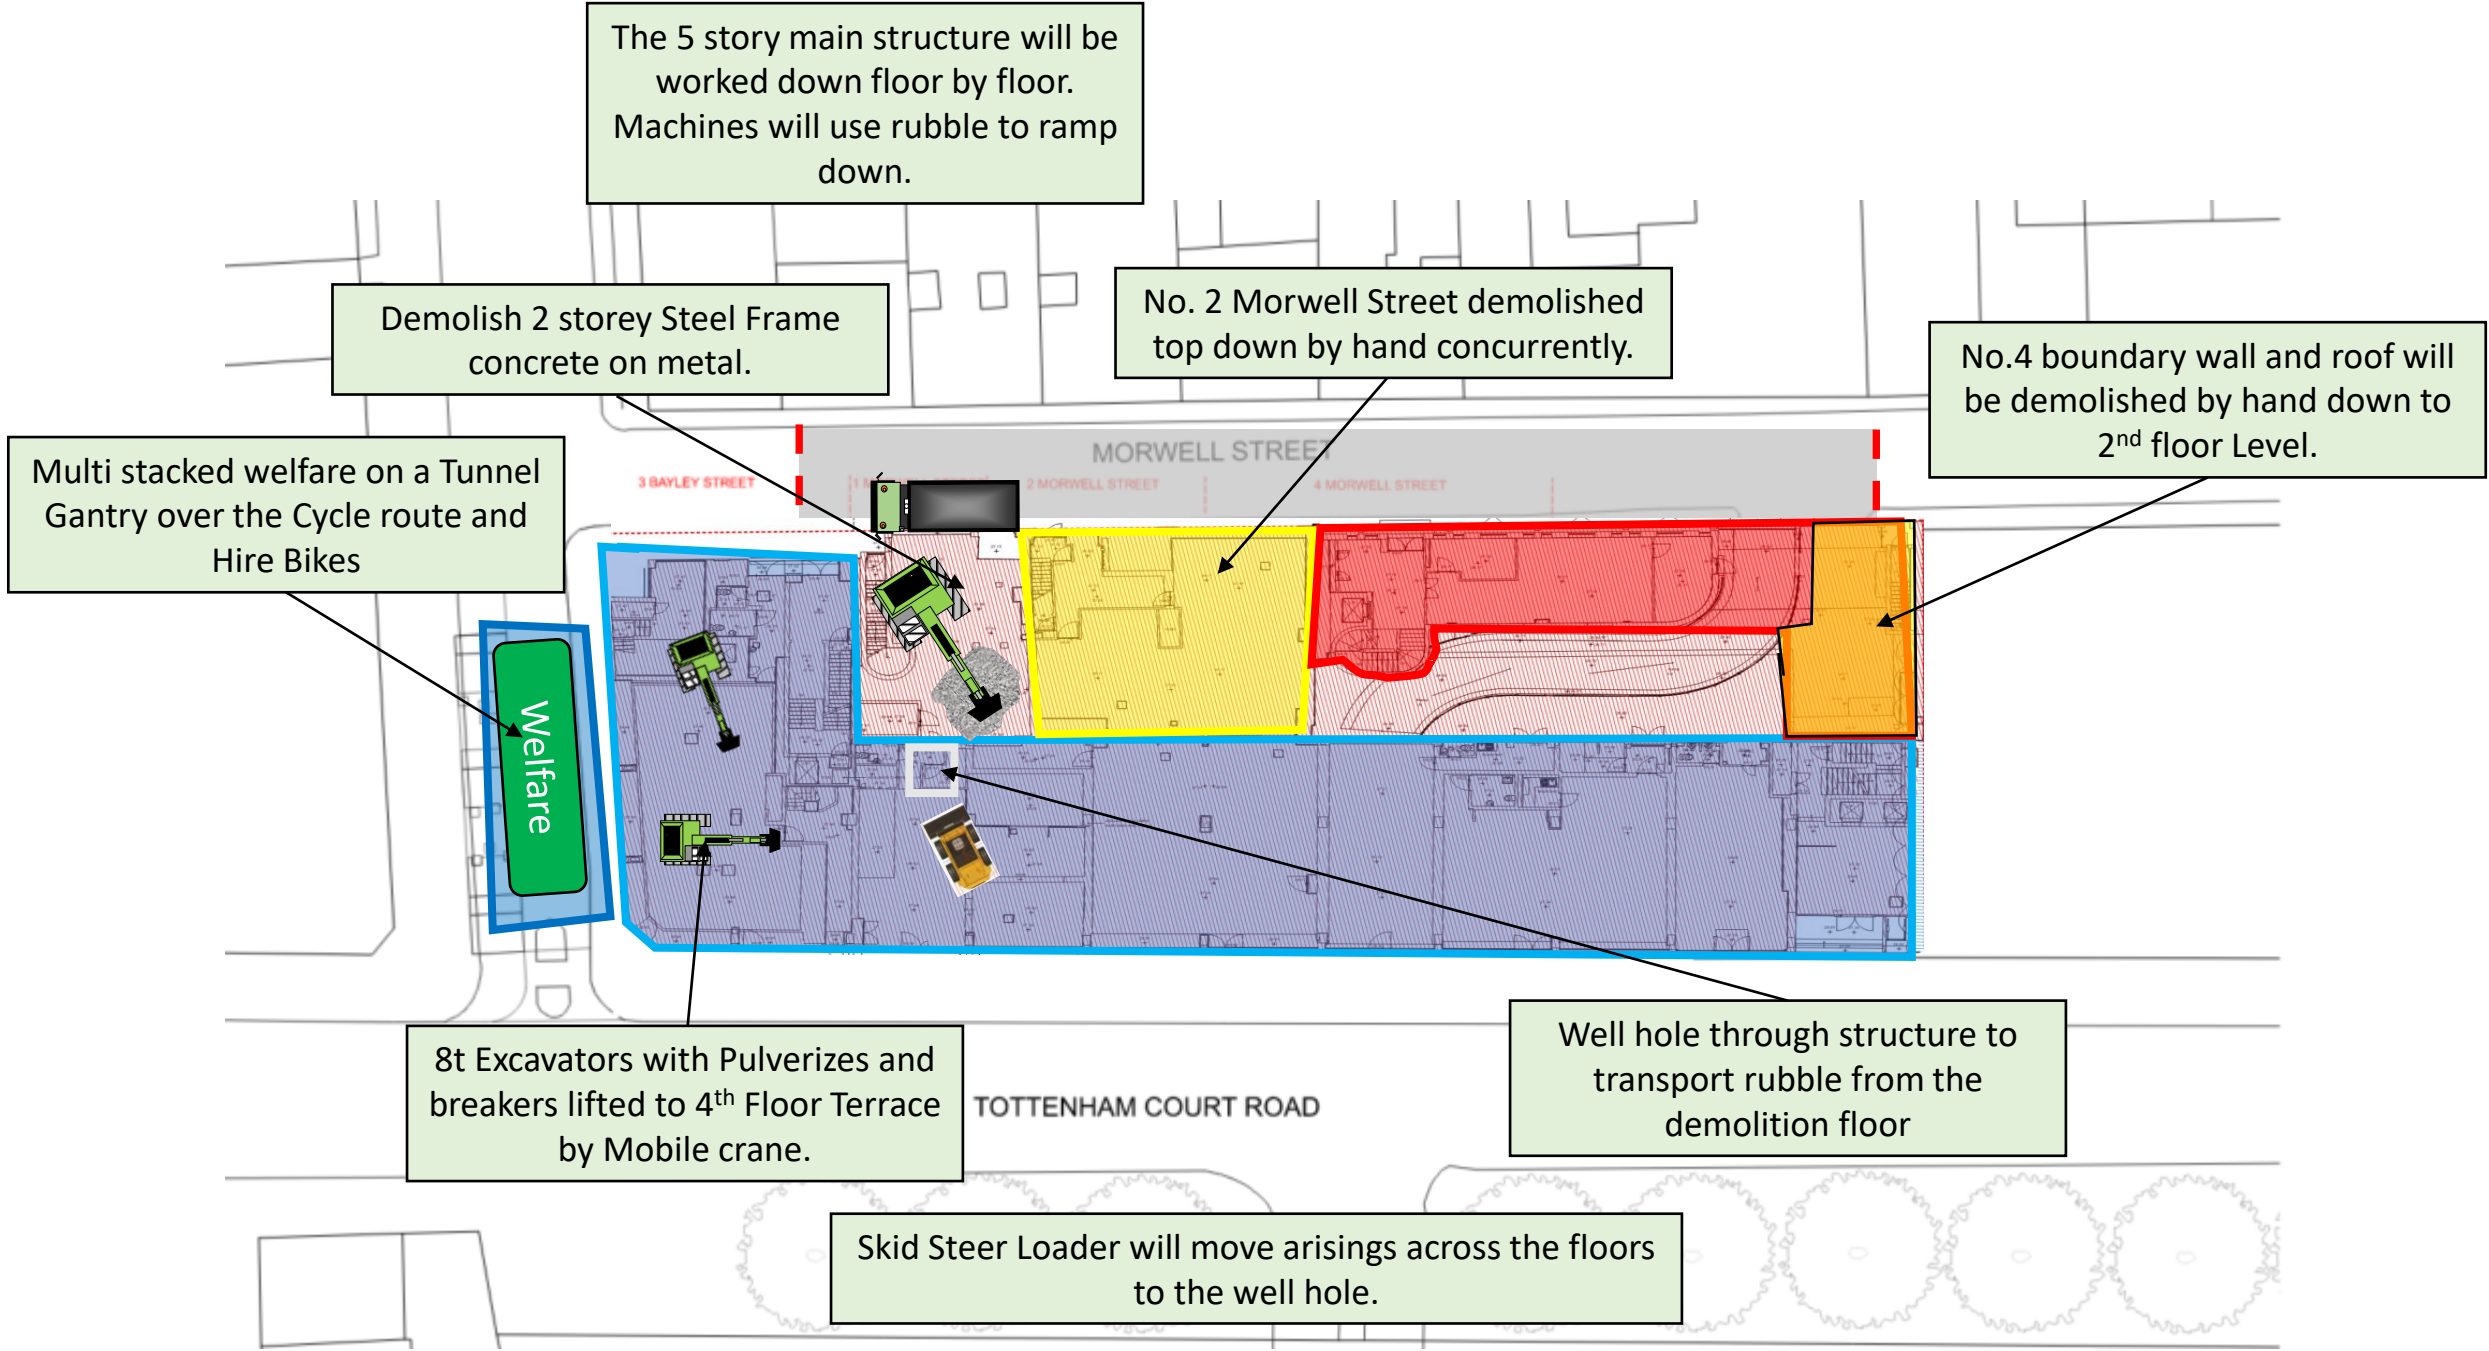 The 5 story main structure will be
worked down floor by floor.
Machines will use rubble to ramp
down.
Demolish 2 storey Steel Frame
concrete on metal.
No. 2 Morwell Street demolished
top down by hand concurrently.
No.4 boundary wall and roof will
be demolished by hand down to
2nd floor Level.
Multi stacked welfare on a Tunnel
Gantry over the Cycle route and
Hire Bikes
MORWELL STREET
3 BAYLEY STREET
2 MORWELL STREET
4 MORWELL STREET
Welfare
8t Excavators with Pulverizes and
breakers lifted to 4th Floor Terrace
by Mobile crane.
TOTTENHAM COURT ROAD
Well hole through structure to
transport rubble from the
demolition floor
Skid Steer Loader will move arisings across the floors
to the well hole.